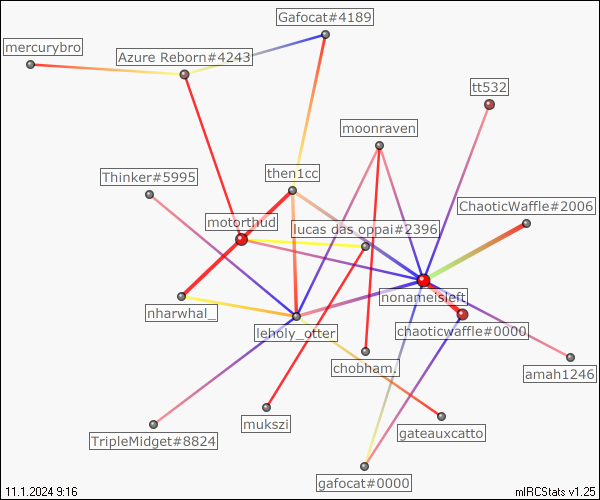 Gafocat#4189
mercurybro
Azure Reborn#4243
tt532
moonraven
Thinker#5995
then1cc
ChaoticWaffle#2006
motorthud
lucas das oppai#2396
nonameisleft
nharwhal_
leholy_otter
chaoticwaffle#0000
chobham.
amah1246
mukszi
gateauxcatto
TripleMidget#8824
gafocat#0000
11.1.2024 9:16
mIRCStats v1.25